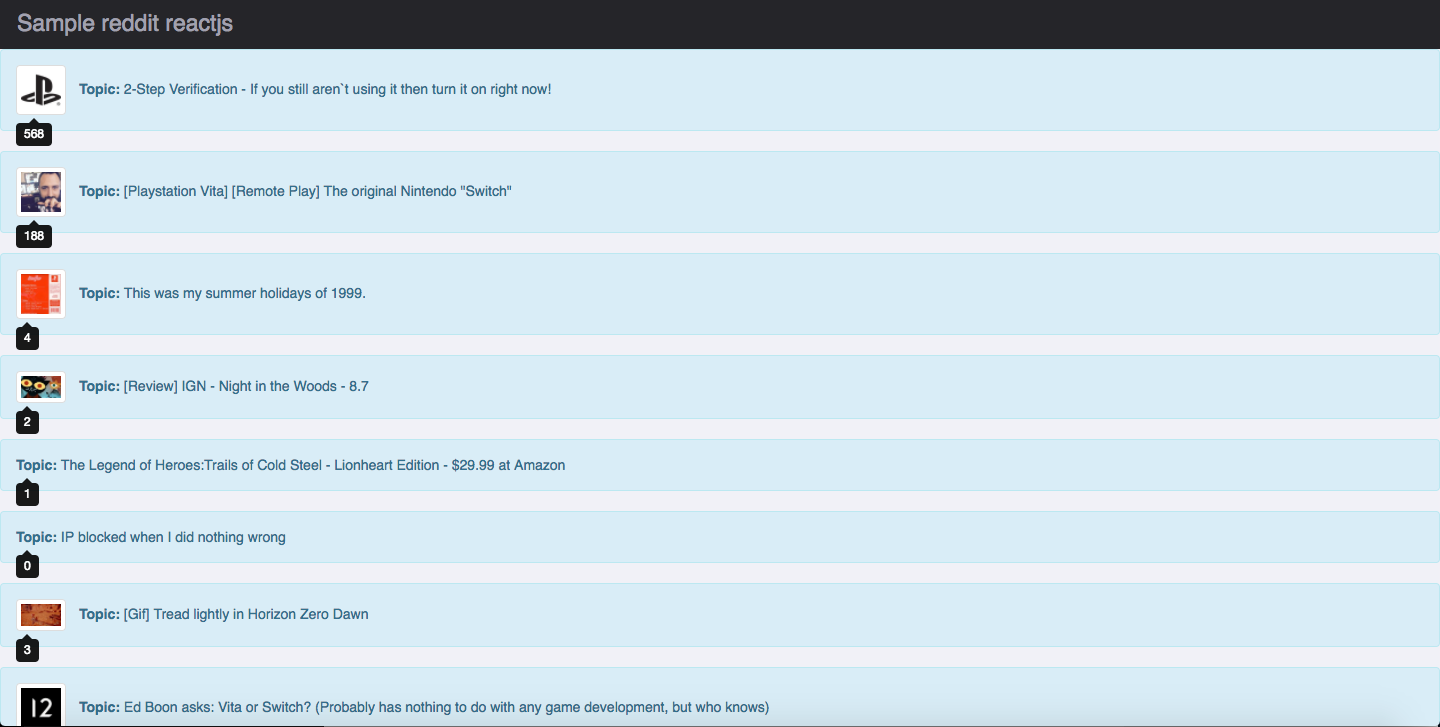 Sample reddit reactjs
Topic: 2-Step Verification - If you still aren`t using it then turn it on right now!
568
Topic: [Playstation Vita] [Remote Play] The original Nintendo "Switch"
188
Topic: This was my summer holidays of 1999.
4
Topic: [Review] IGN - Night in the Woods - 8.7
2
Topic: The Legend of Heroes:Trails of Cold Steel - Lionheart Edition - $29.99 at Amazon
1
Topic: IP blocked when I did nothing wrong
0
Topic: [Gif] Tread lightly in Horizon Zero Dawn
3
12
Topic: Ed Boon asks: Vita or Switch? (Probably has nothing to do with any game development, but who knows)